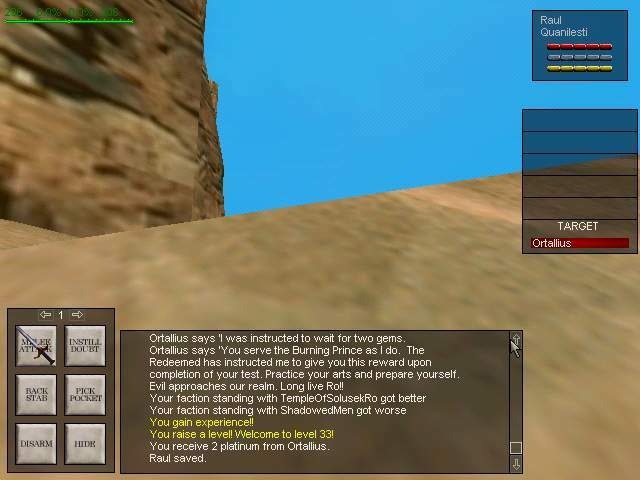 Raul
Quanilesti
TARGET
Ortallius
1
MELEE
ATTACK
INSTILL
DOUBT
BACK
STAB
PICK
POCKET
DISARM
HIDE
Ortallius says 'I was instructed to wait for two gems.
Ortallius says 'You serve the Burning Prince as I do.  The
Redeemed has instructed me to give you this reward upon
completion of your test. Practice your arts and prepare yourself.
Evil approaches our realm. Long live Ro!!
Your faction standing with TempleOfSolusekRo got better
Your faction standing with ShadowedMen got worse
You gain experience!!
You raise a level! Welcome to level 33!
You receive 2 platinum from Ortallius.
Raul saved.